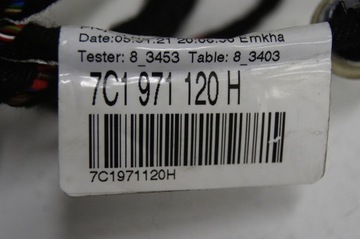 Tester: 8_3453 Table: 8_3403
7C1 971 120 H
7C1971120H